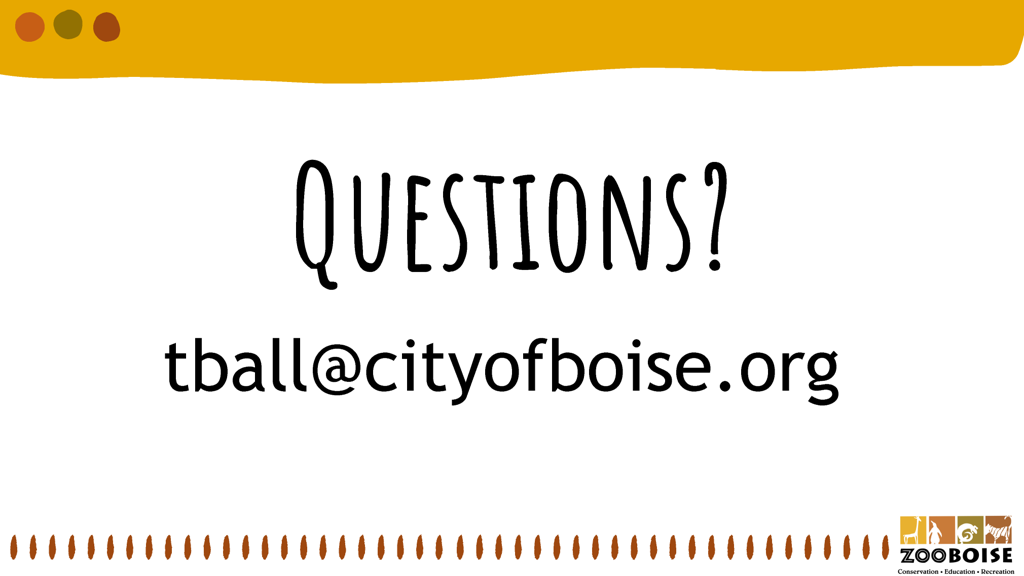 Questions?
tball@cityofboise.org
ZOOBOISE
Conservation • Education • Recreation